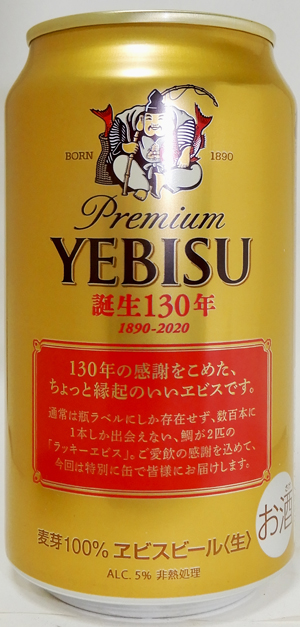 BORN 1890
Premium
YEBISU
誕生130年
1890-2020
130年の感謝をこめた、
ちょっと縁起のいいヱビスです。
通常は瓶ラベルにしか存在せず、数百本に
1本しか出会えない、鯛が2匹の
「ラッキーヱビス」。ご愛飲の感謝を込めて、
今回は特別に缶で皆様にお届けします。
お酒
麦芽100% ヱビスビール〈生〉
ALC. 5% 非熱処理